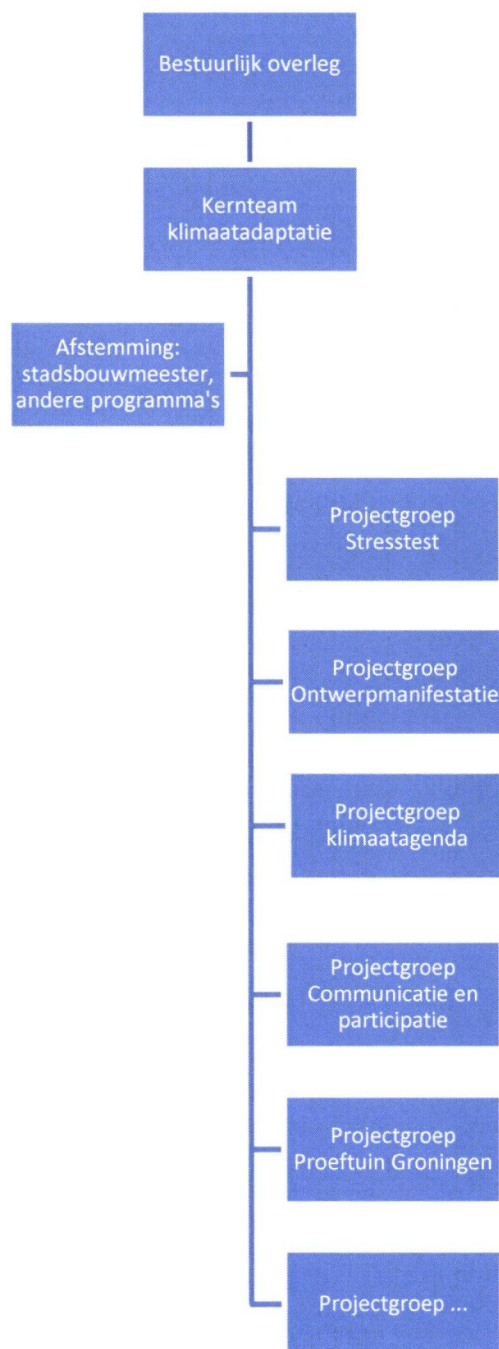 Bestuurlijk overleg
Kernteam
klimaatadaptatie
Afstemming:
stadsbouwmeester,
andere programma's
Projectgroep
Stresstest
Projectgroep
Ontwerpmanifestatie
Projectgroep
klimaatagenda
Projectgroep
Communicatie en
participatie
Projectgroep
Proeftuin Groningen
Projectgroep ...